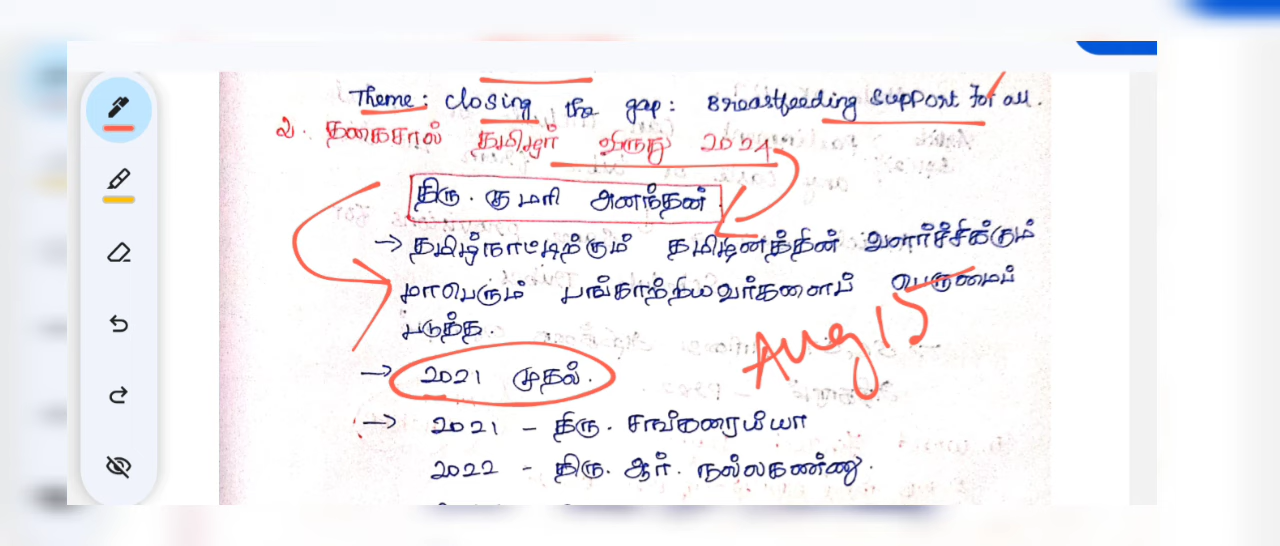 Theme: closing the gap: Breastfeeding Support for all.
2. தகைசால் தமிழர் விருது 2024
திரு. குமரி அனந்தன்
→ தமிழ்நாட்டிற்கும் தமிழினத்தின் வளர்ச்சிக்கும்
மாபெரும் பங்காற்றியவர்களைப் பெருமைப்
படுத்த.
Aug 15
→ 2021 முதல்.
→ 2021 - திரு. சங்கரைய்யா
2022 - திரு. ஆர். நல்லகண்ணு.